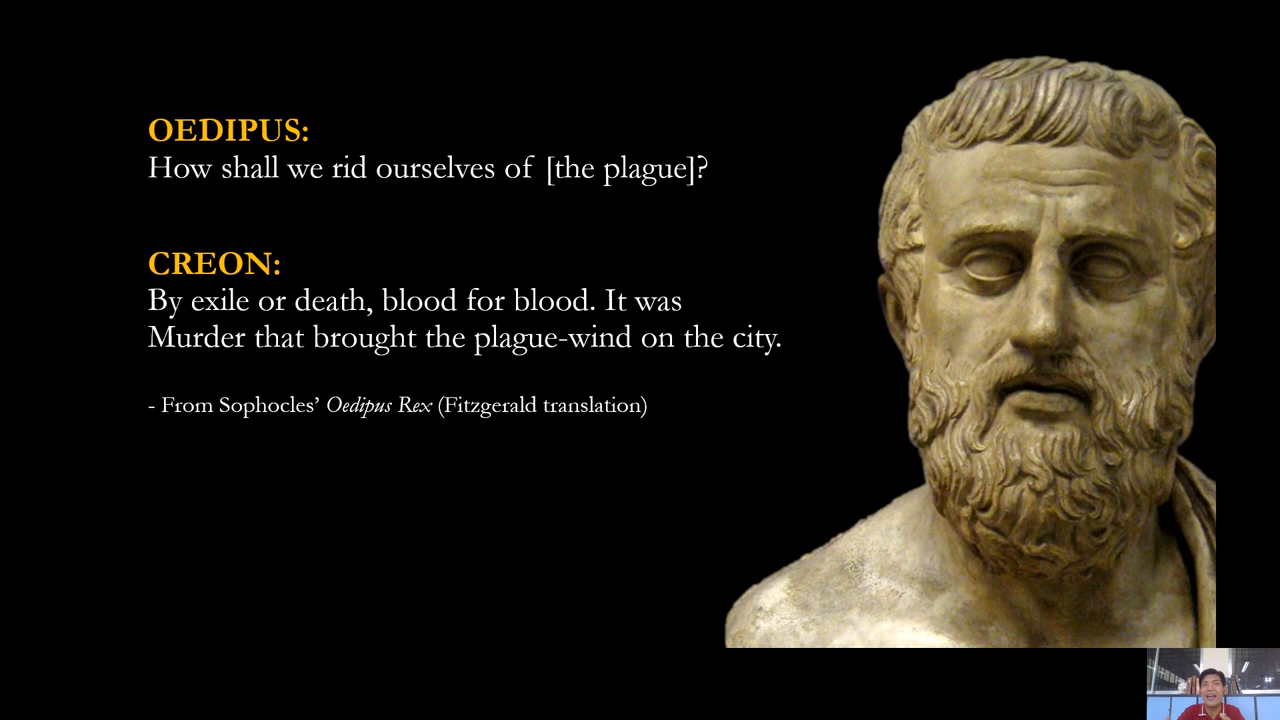 OEDIPUS:
How shall we rid ourselves of [the plague]?
CREON:
By exile or death, blood for blood. It was
Murder that brought the plague-wind on the city.
- From Sophocles’ Oedipus Rex (Fitzgerald translation)